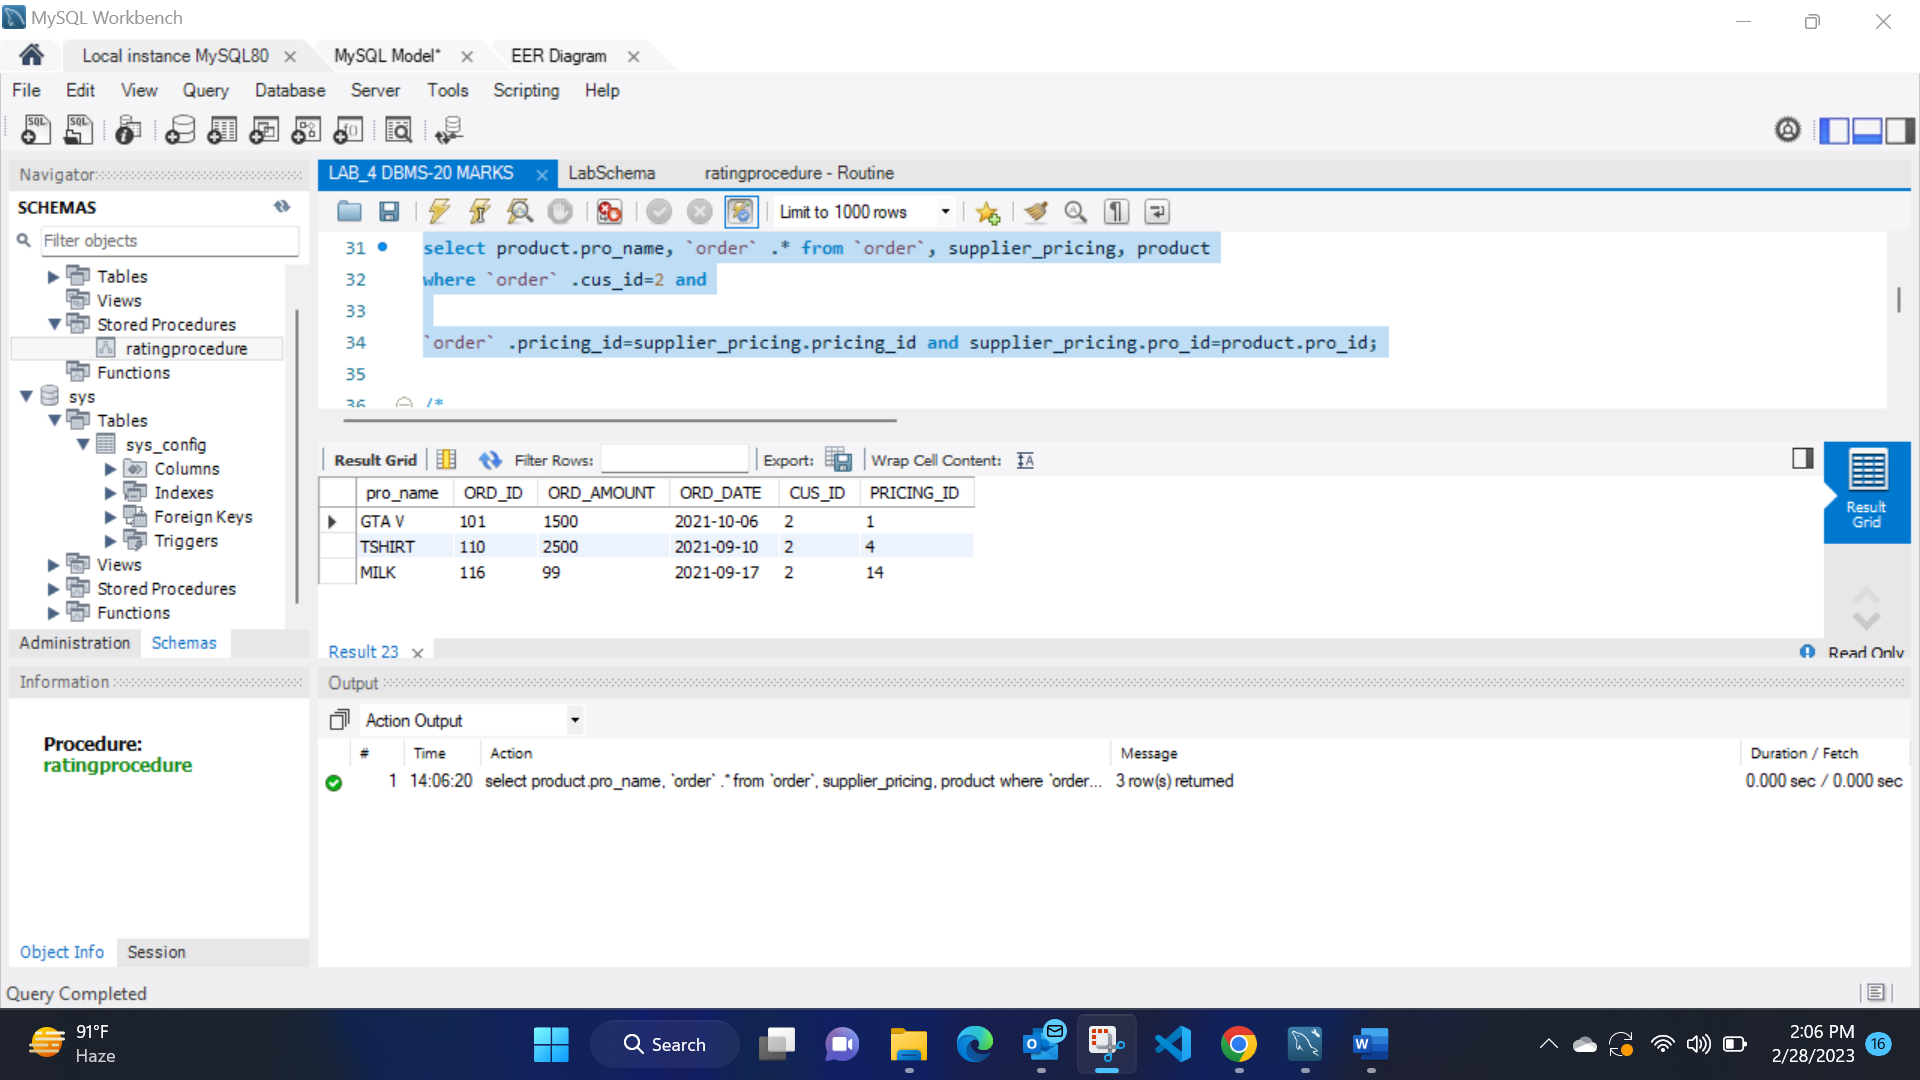 MySQL Workbench
Local instance MySQL80
MySQL Model*
EER Diagram
File Edit View Query Database Server Tools Scripting Help
Navigator
SCHEMAS
Filter objects
Tables
Views
Stored Procedures
ratingprocedure
Functions
sys
Tables
sys_config
Columns
Indexes
Foreign Keys
Triggers
Views
Stored Procedures
Functions
Administration Schemas
Information
Procedure:
ratingprocedure
Object Info Session
LAB_4 DBMS-20 MARKS LabSchema ratingprocedure - Routine
Limit to 1000 rows
31 select product.pro_name, `order` .* from `order`, supplier_pricing, product
32 where `order` .cus_id=2 and
33
34 `order` .pricing_id=supplier_pricing.pricing_id and supplier_pricing.pro_id=product.pro_id;
35
36 /*
Result Grid Filter Rows: Export: Wrap Cell Content:
pro_name ORD_ID ORD_AMOUNT ORD_DATE CUS_ID PRICING_ID
GTA V 101 1500 2021-10-06 2 1
TSHIRT 110 2500 2021-09-10 2 4
MILK 116 99 2021-09-17 2 14
Result
Grid
Result 23
Read Only
Output
Action Output
# Time Action Message Duration / Fetch
1 14:06:20 select product.pro_name, `order` .* from `order`, supplier_pricing, product where `order... 3 row(s) returned 0.000 sec / 0.000 sec
Query Completed
91°F
Haze
Search
2:06 PM
2/28/2023
16